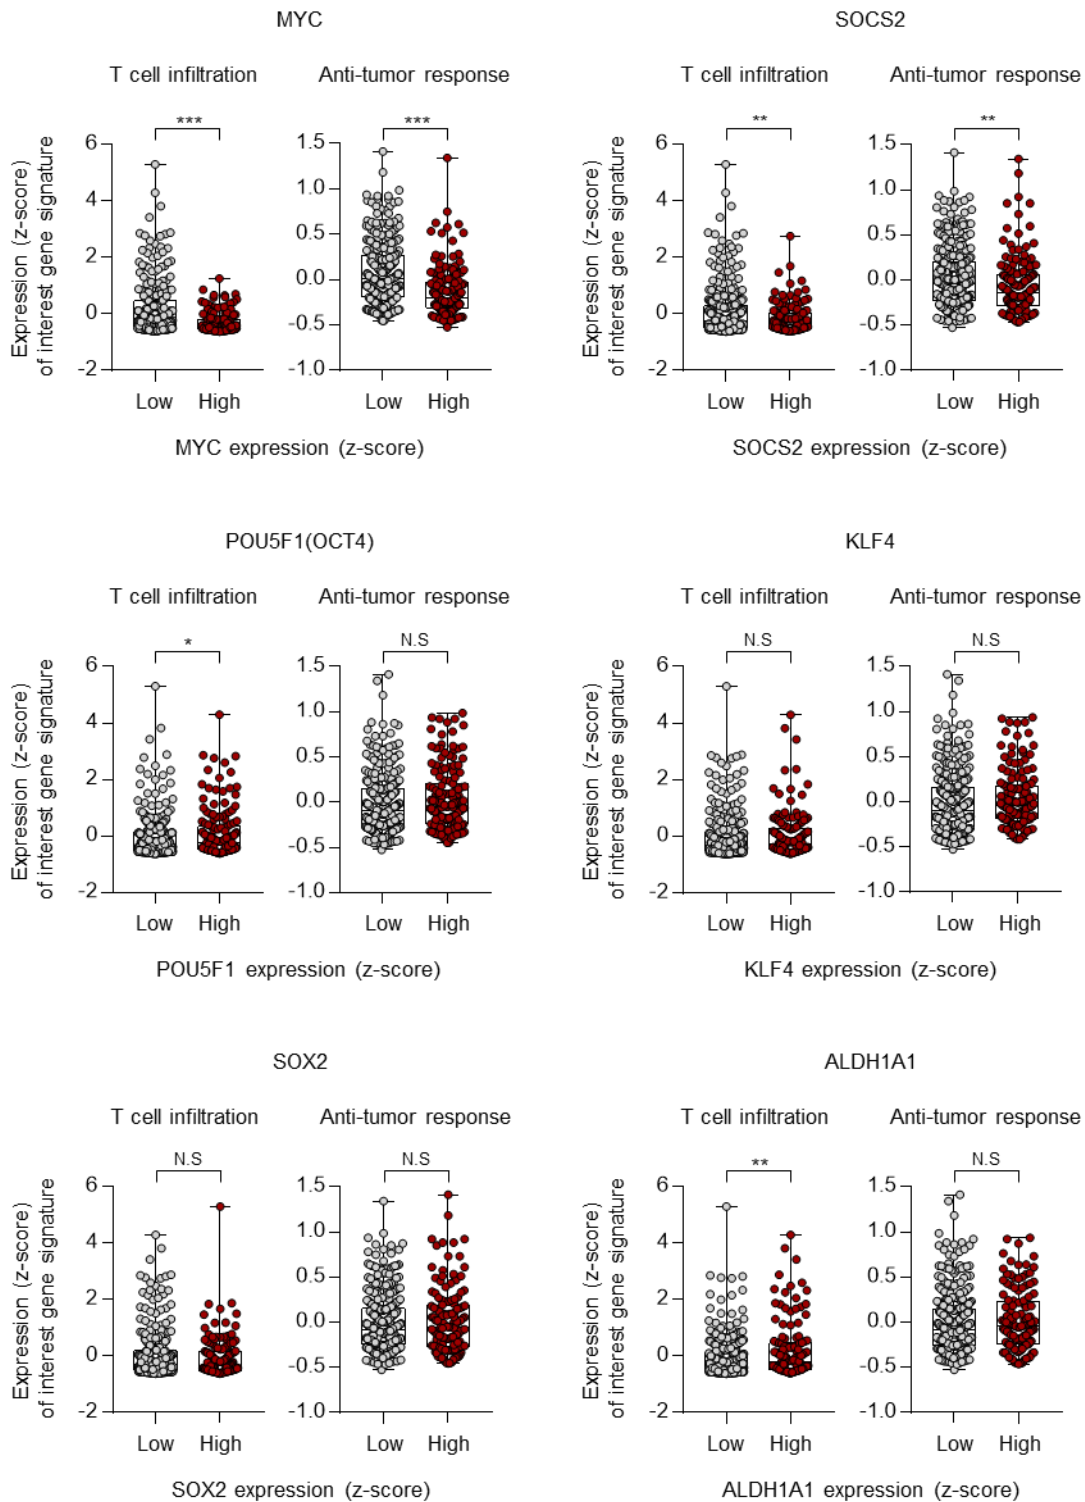 MYC
T cell infiltration
Anti-tumor response
***
***
Expression (z-score)
of interest gene signature
6
4
2
0
-2
1.5
1.0
0.5
0.0
-0.5
-1.0
Low
High
Low
High
MYC expression (z-score)
SOCS2
T cell infiltration
Anti-tumor response
**
**
Expression (z-score)
of interest gene signature
6
4
2
0
-2
1.5
1.0
0.5
0.0
-0.5
-1.0
Low
High
Low
High
SOCS2 expression (z-score)
POU5F1(OCT4)
T cell infiltration
Anti-tumor response
*
N.S
Expression (z-score)
of interest gene signature
6
4
2
0
-2
1.5
1.0
0.5
0.0
-0.5
-1.0
Low
High
Low
High
POU5F1 expression (z-score)
KLF4
T cell infiltration
Anti-tumor response
N.S
N.S
Expression (z-score)
of interest gene signature
6
4
2
0
-2
1.5
1.0
0.5
0.0
-0.5
-1.0
Low
High
Low
High
KLF4 expression (z-score)
SOX2
T cell infiltration
Anti-tumor response
N.S
N.S
Expression (z-score)
of interest gene signature
6
4
2
0
-2
1.5
1.0
0.5
0.0
-0.5
-1.0
Low
High
Low
High
SOX2 expression (z-score)
ALDH1A1
T cell infiltration
Anti-tumor response
**
N.S
Expression (z-score)
of interest gene signature
6
4
2
0
-2
1.5
1.0
0.5
0.0
-0.5
-1.0
Low
High
Low
High
ALDH1A1 expression (z-score)